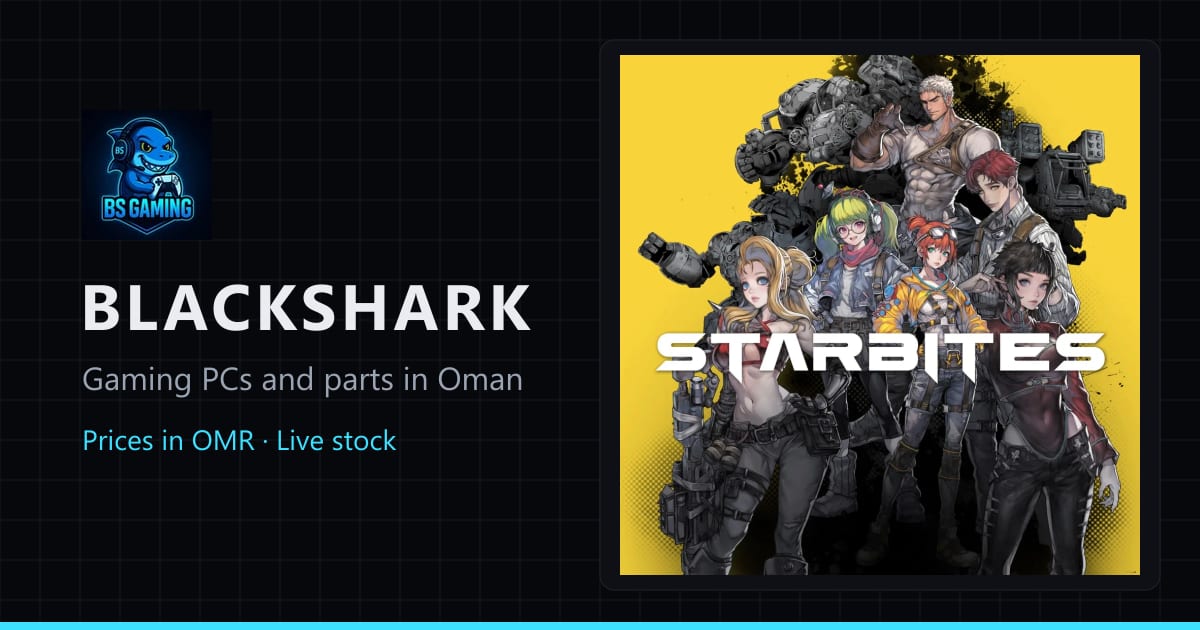 BS
BS GAMING
BLACKSHARK
Gaming PCs and parts in Oman
Prices in OMR · Live stock
STARBITES